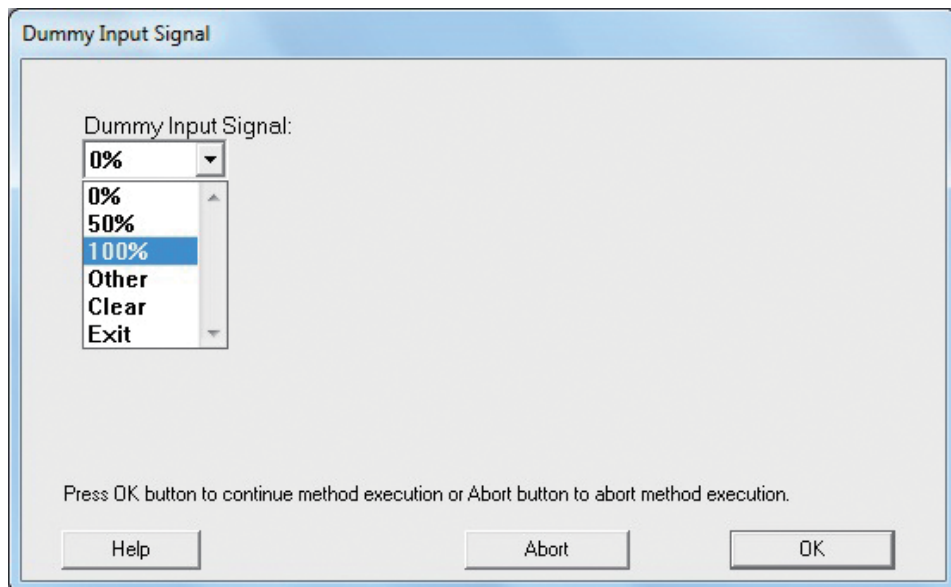 Dummy Input Signal
Dummy Input Signal:
0%
0%
50%
100%
Other
Clear
Exit
Press OK button to continue method execution or Abort button to abort method execution.
Help Abort OK